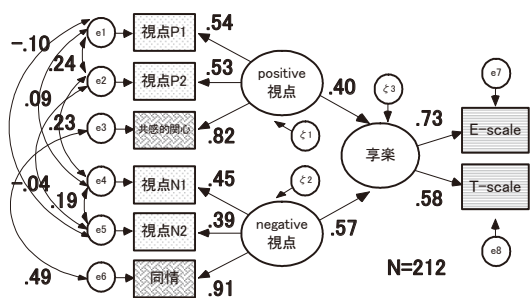 -.10
e1
視点P1
.54
.24
e2
視点P2
.53
positive
視点
.40
e7
.09
ζ3
.73
E-scale
.23
e3
共感的関心
.82
ζ1
享楽
-.04
e4
視点N1
.45
ζ2
.58
T-scale
.19
e5
視点N2
.39
negative
視点
.57
e8
.49
e6
同情
.91
N=212